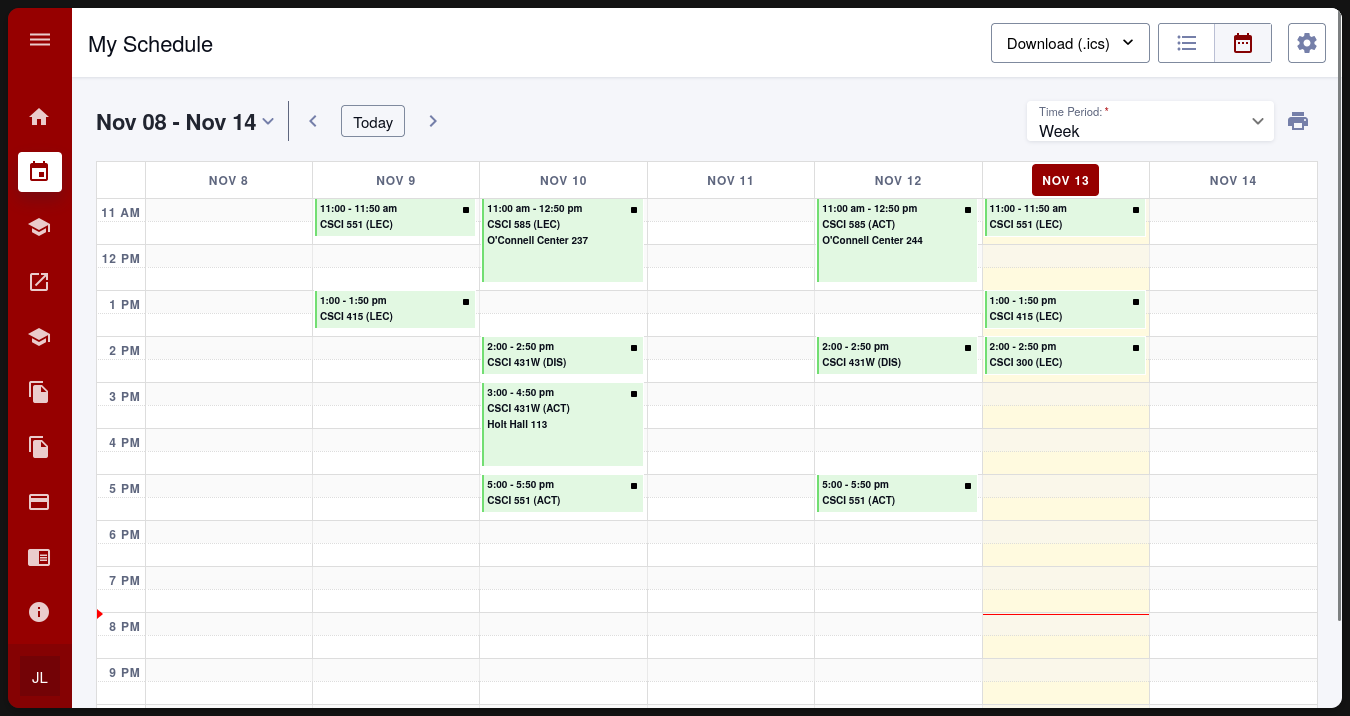 My Schedule
Download (.ics)
Nov 08 - Nov 14
Today
Time Period: *
Week
NOV 8
NOV 9
NOV 10
NOV 11
NOV 12
NOV 13
NOV 14
11 AM
11:00 - 11:50 am
CSCI 551 (LEC)
11:00 am - 12:50 pm
CSCI 585 (LEC)
O'Connell Center 237
11:00 am - 12:50 pm
CSCI 585 (ACT)
O'Connell Center 244
11:00 - 11:50 am
CSCI 551 (LEC)
12 PM
1 PM
1:00 - 1:50 pm
CSCI 415 (LEC)
1:00 - 1:50 pm
CSCI 415 (LEC)
2 PM
2:00 - 2:50 pm
CSCI 431W (DIS)
2:00 - 2:50 pm
CSCI 431W (DIS)
2:00 - 2:50 pm
CSCI 300 (LEC)
3 PM
3:00 - 4:50 pm
CSCI 431W (ACT)
Holt Hall 113
4 PM
5 PM
5:00 - 5:50 pm
CSCI 551 (ACT)
5:00 - 5:50 pm
CSCI 551 (ACT)
6 PM
7 PM
8 PM
9 PM
JL